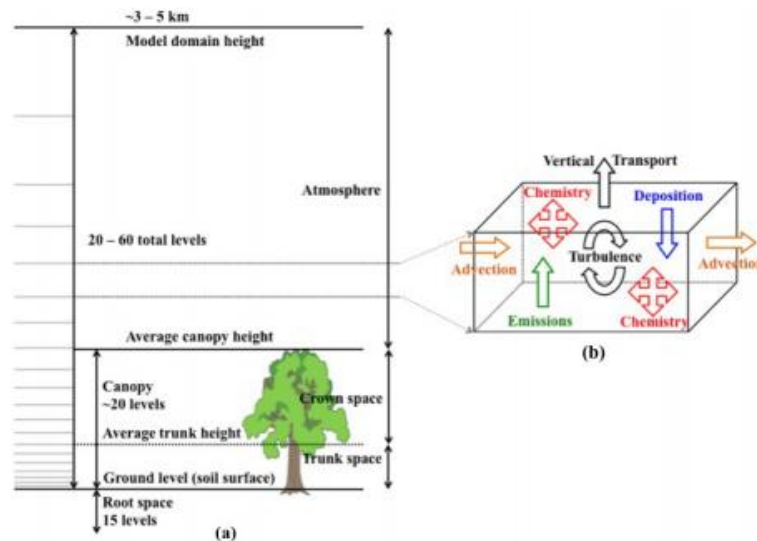 ~3 – 5 km
Model domain height
Atmosphere
20 – 60 total levels
Average canopy height
Canopy
~20 levels
Crown space
Average trunk height
Trunk space
Ground level (soil surface)
Root space
15 levels
(a)
Vertical Transport
Chemistry
Deposition
Advection
Turbulence
Advection
Emissions
Chemistry
(b)